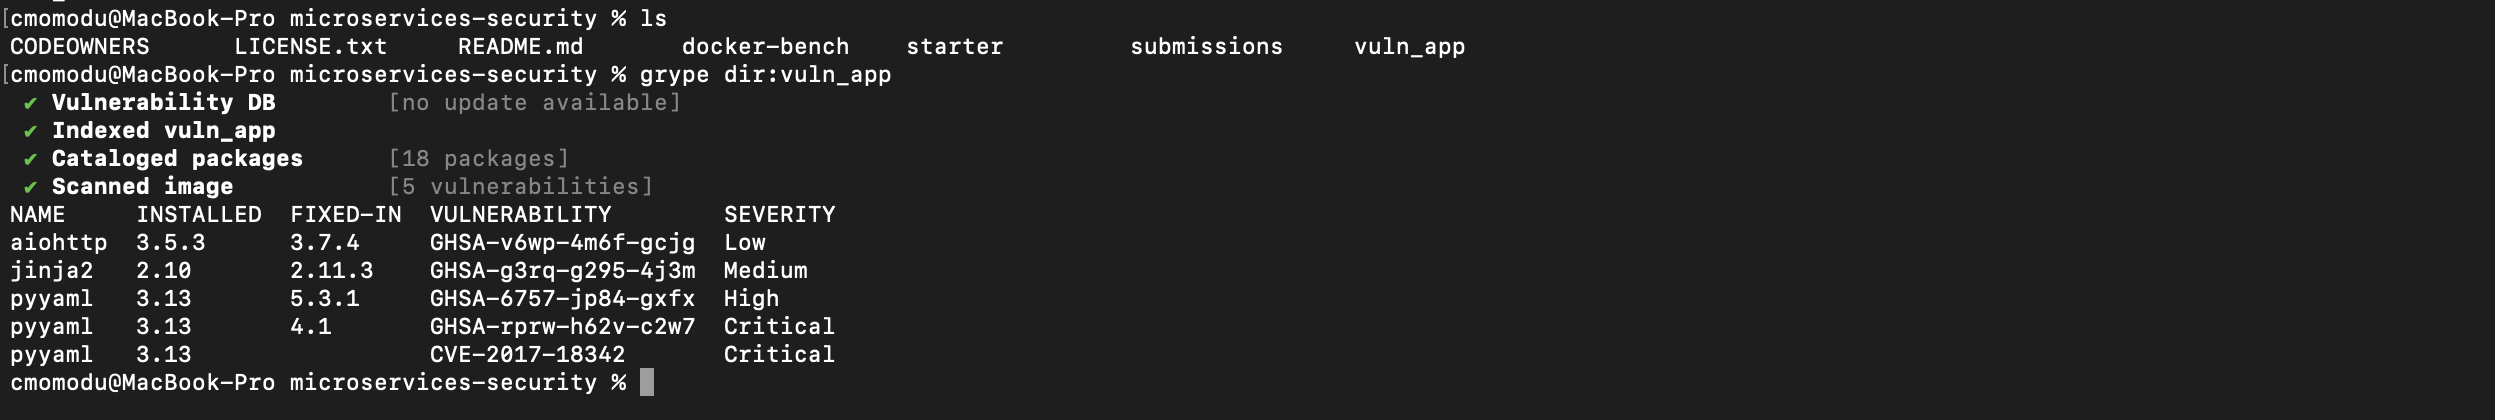 [cmomodu@MacBook-Pro microservices-security % ls
CODEOWNERS LICENSE.txt README.md docker-bench starter submissions vuln_app
[cmomodu@MacBook-Pro microservices-security % grype dir:vuln_app
✔ Vulnerability DB [no update available]
✔ Indexed vuln_app
✔ Cataloged packages [18 packages]
✔ Scanned image [5 vulnerabilities]
NAME INSTALLED FIXED-IN VULNERABILITY SEVERITY
aiohttp 3.5.3 3.7.4 GHSA-v6wp-4m6f-gcjg Low
jinja2 2.10 2.11.3 GHSA-g3rq-g295-4j3m Medium
pyyaml 3.13 5.3.1 GHSA-6757-jp84-gxfx High
pyyaml 3.13 4.1 GHSA-rprw-h62v-c2w7 Critical
pyyaml 3.13 CVE-2017-18342 Critical
cmomodu@MacBook-Pro microservices-security %